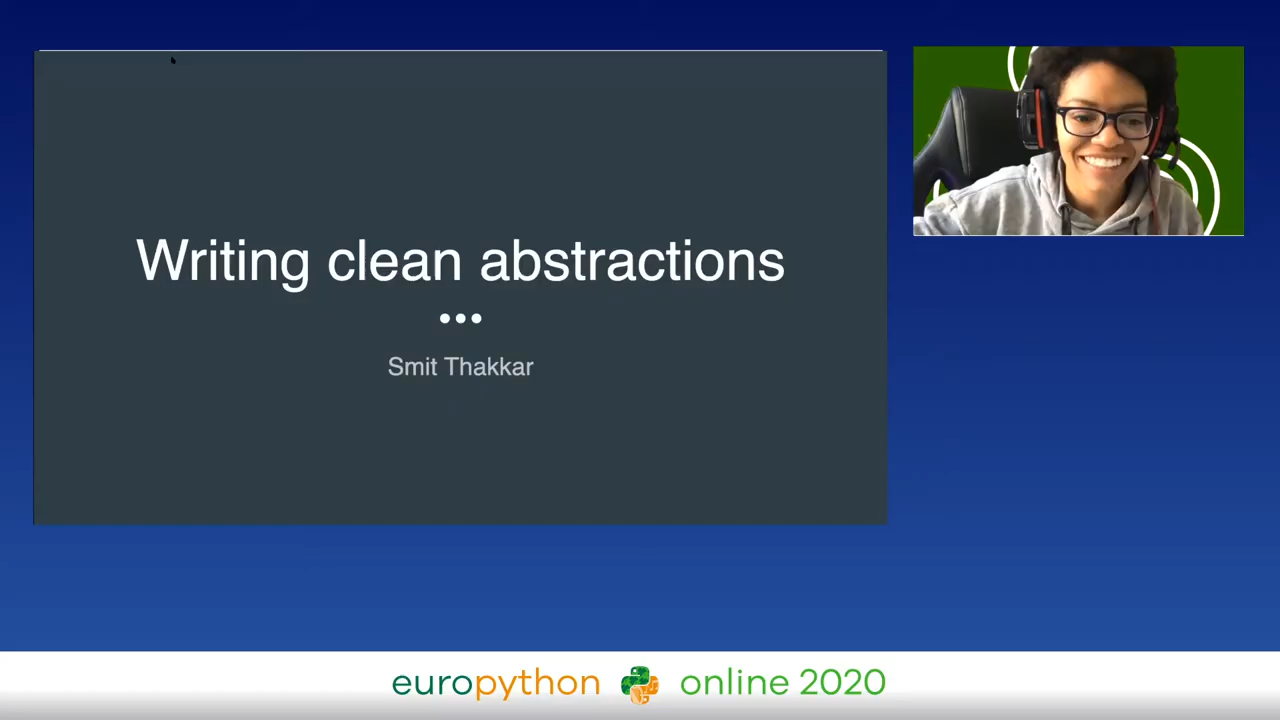 Writing clean abstractions
Smit Thakkar
europython online 2020